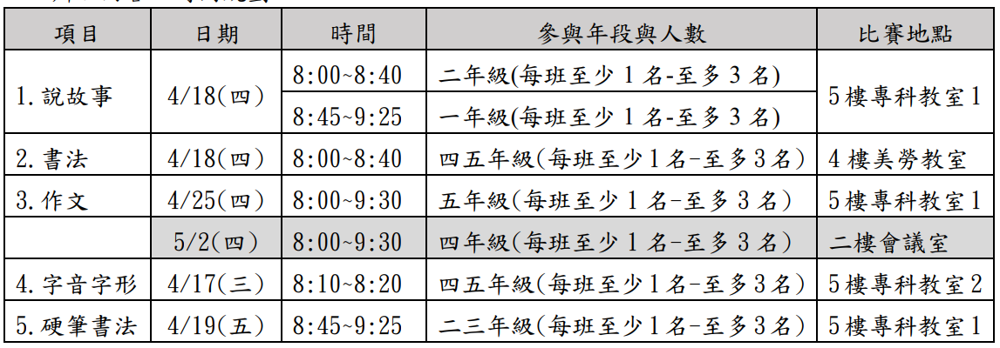 項目 日期 時間 參與年段與人數 比賽地點
1.說故事 4/18(四) 8:00~8:40 二年級(每班至少 1 名-至多 3 名) 5樓專科教室1
8:45~9:25 一年級(每班至少 1 名-至多 3 名)
2.書法 4/18(四) 8:00~8:40 四五年級(每班至少1名-至多3名) 4樓美勞教室
3.作文 4/25(四) 8:00~9:30 五年級(每班至少 1 名-至多 3 名) 5樓專科教室1
5/2(四) 8:00~9:30 四年級(每班至少 1 名-至多 3 名) 二樓會議室
4.字音字形 4/17(三) 8:10~8:20 四五年級(每班至少1名-至多3名) 5樓專科教室2
5.硬筆書法 4/19(五) 8:45~9:25 二三年級(每班至少1名-至多3名) 5樓專科教室1